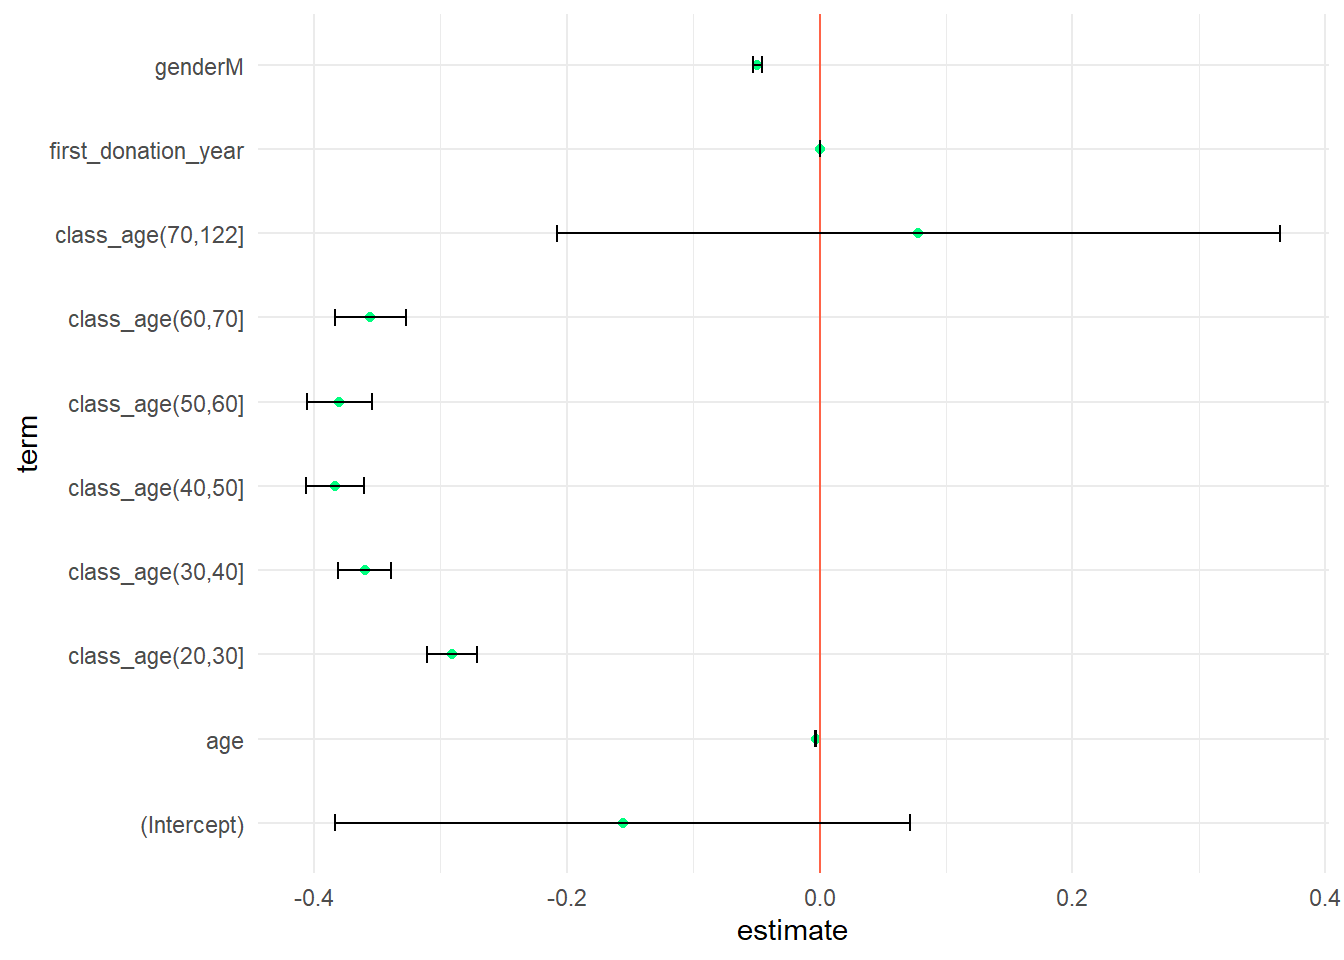 genderM
first_donation_year
class_age(70,122]
class_age(60,70]
class_age(50,60]
class_age(40,50]
class_age(30,40]
class_age(20,30]
age
(Intercept)
term
-0.4 -0.2 0.0 0.2 0.4
estimate